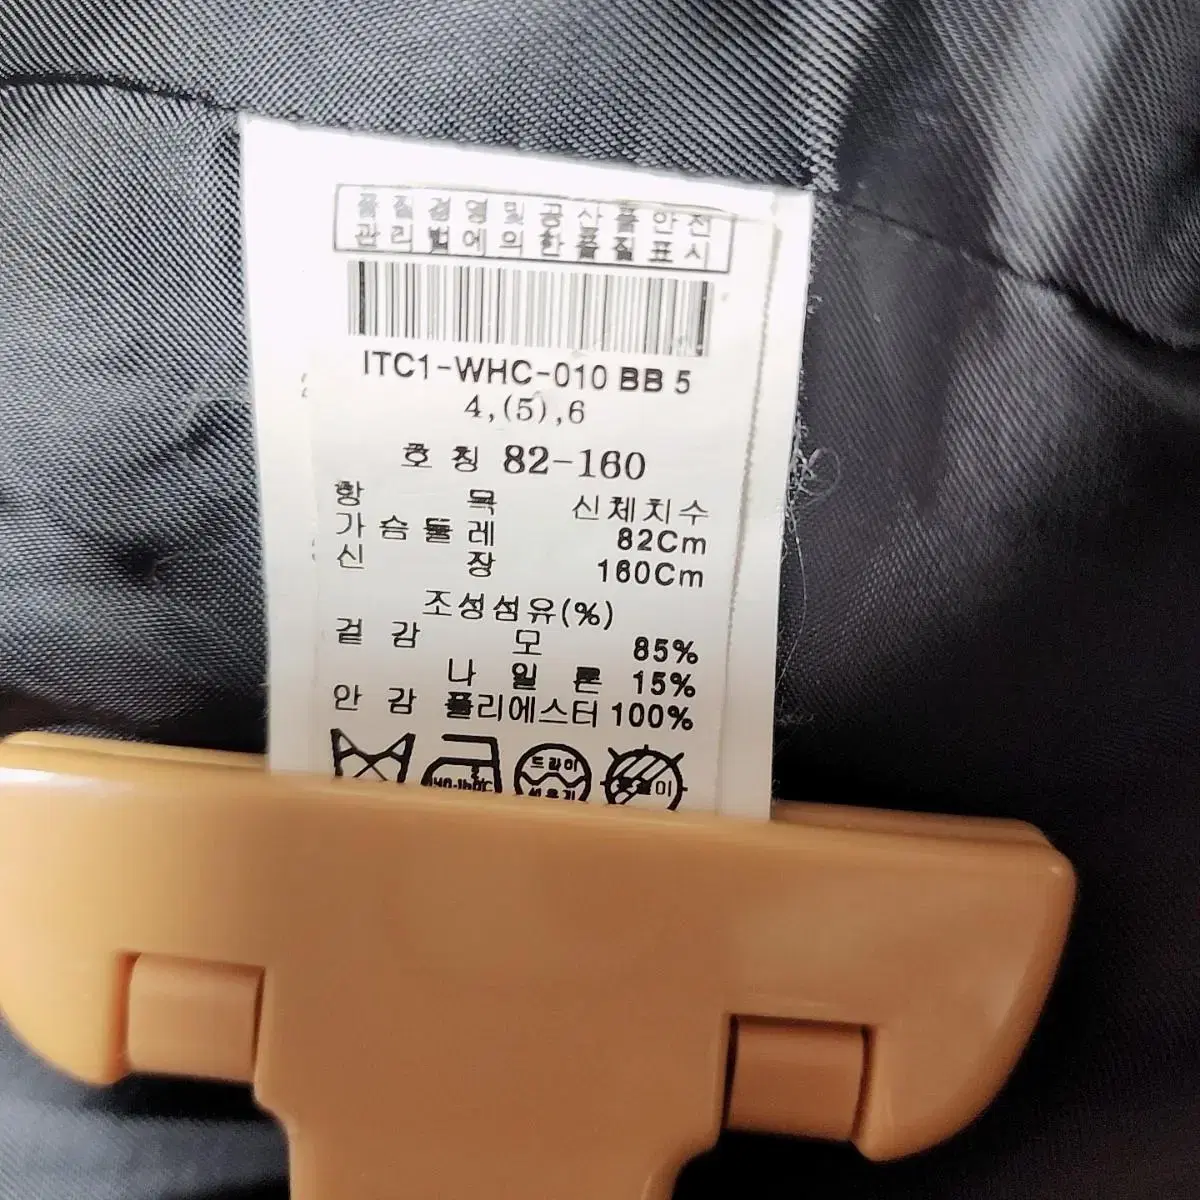 품질경영및공산품안전
관리법에의한품질표시
ITC1-WHC-010 BB 5
4,(5),6
호칭 82-160
항 목 신체치수
가슴둘레 82Cm
신 장 160Cm
조성섬유(%)
겉감 모 85%
나일론 15%
안감 폴리에스터 100%
드라이